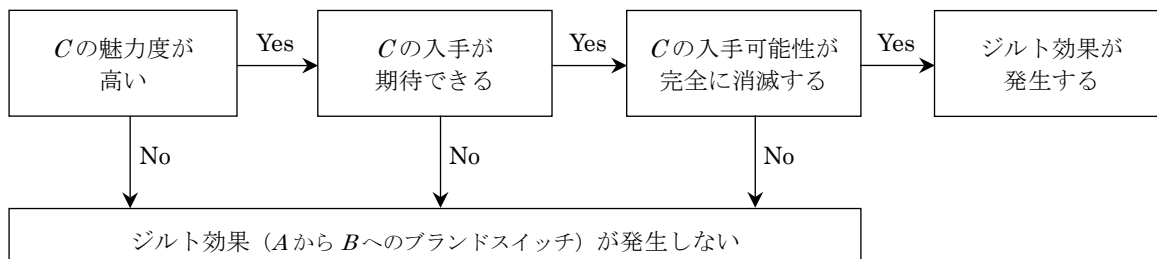 Cの魅力度が
高い
Yes
Cの入手が
期待できる
Yes
Cの入手可能性が
完全に消滅する
Yes
ジルト効果が
発生する
No
No
No
ジルト効果（AからBへのブランドスイッチ）が発生しない